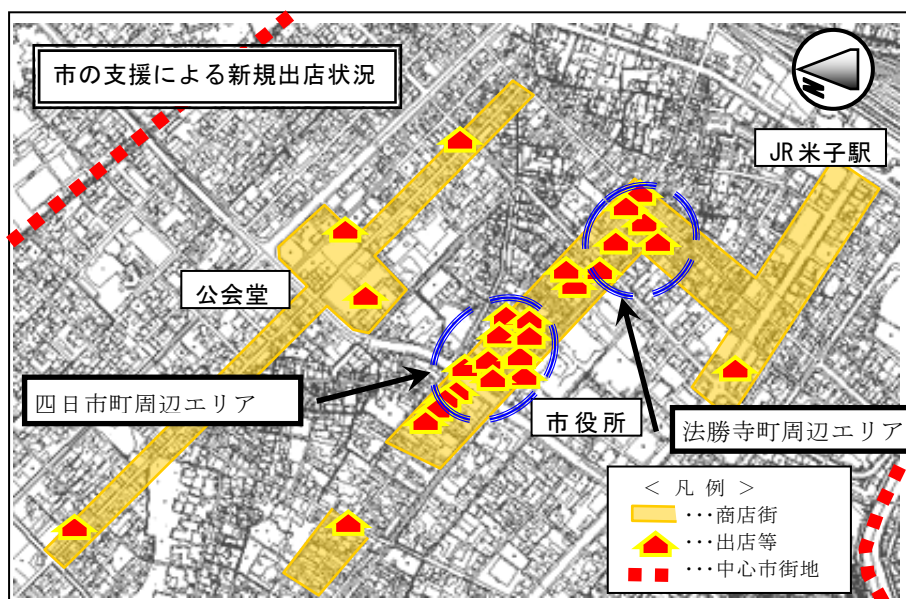 市の支援による新規出店状況
N
JR米子駅
公会堂
四日市町周辺エリア
市役所
法勝寺町周辺エリア
＜ 凡 例 ＞
・・・商店街
・・・出店等
・・・中心市街地